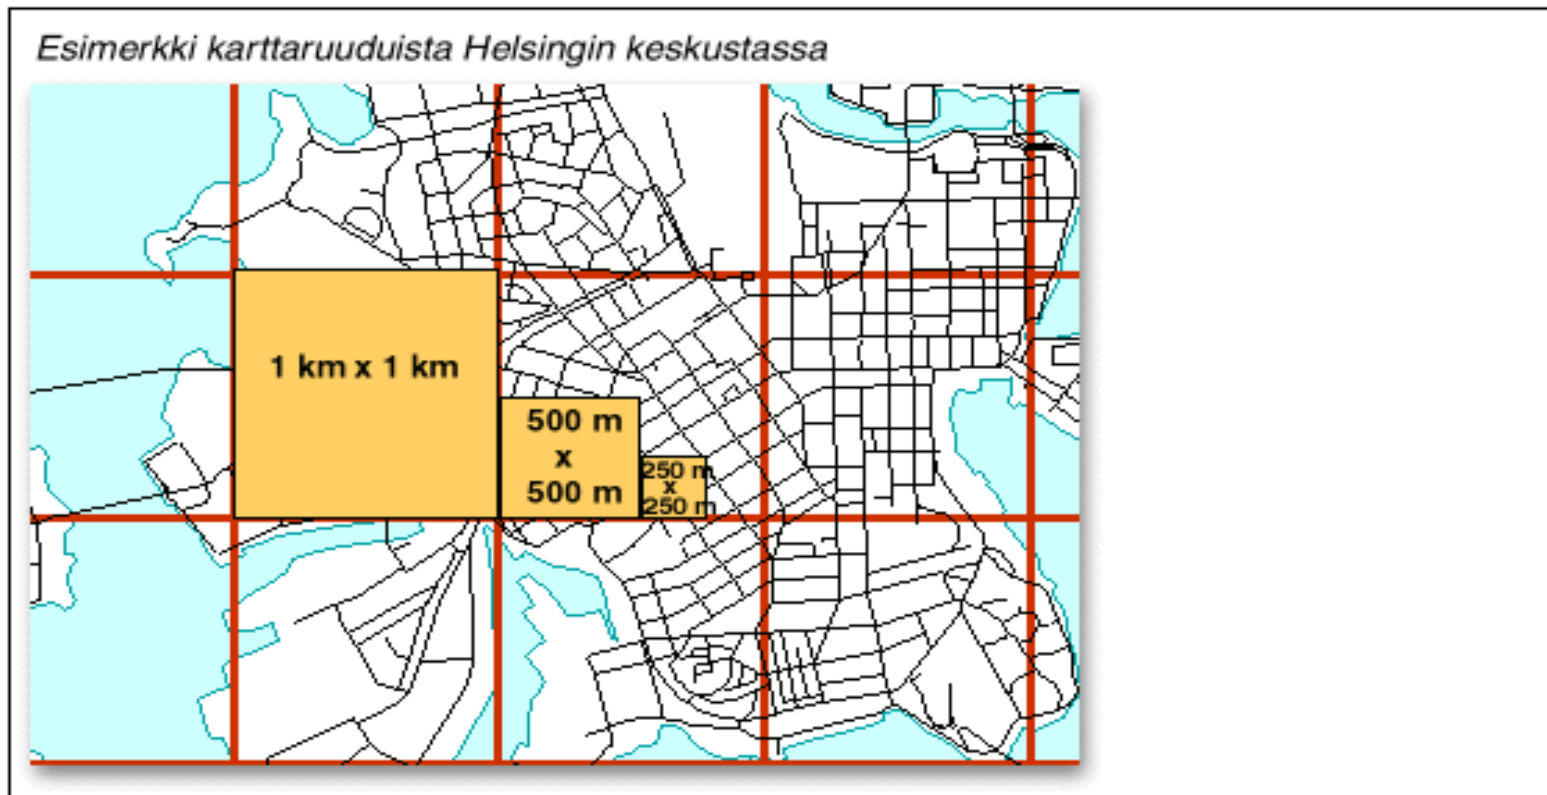 Esimerkki karttaruuduista Helsingin keskustassa
1 km x 1 km
500 m
x
500 m
250 m
x
250 m